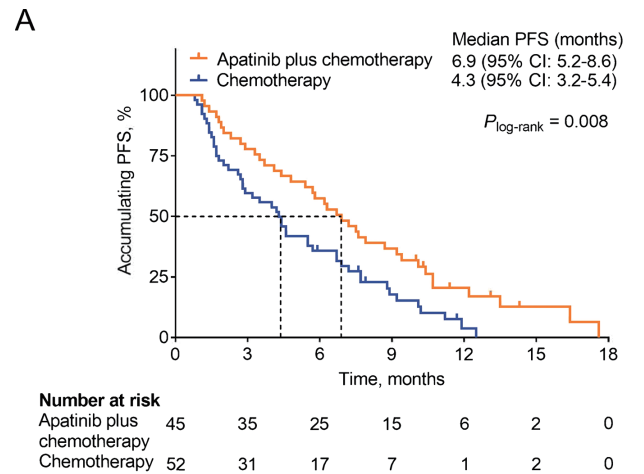 A
Median PFS (months)
Apatinib plus chemotherapy 6.9 (95% CI: 5.2-8.6)
Chemotherapy 4.3 (95% CI: 3.2-5.4)
Plog-rank = 0.008
Accumulating PFS, %
100
75
50
25
0
0 3 6 9 12 15 18
Time, months
Number at risk
Apatinib plus
chemotherapy 45 35 25 15 6 2 0
Chemotherapy 52 31 17 7 1 2 0